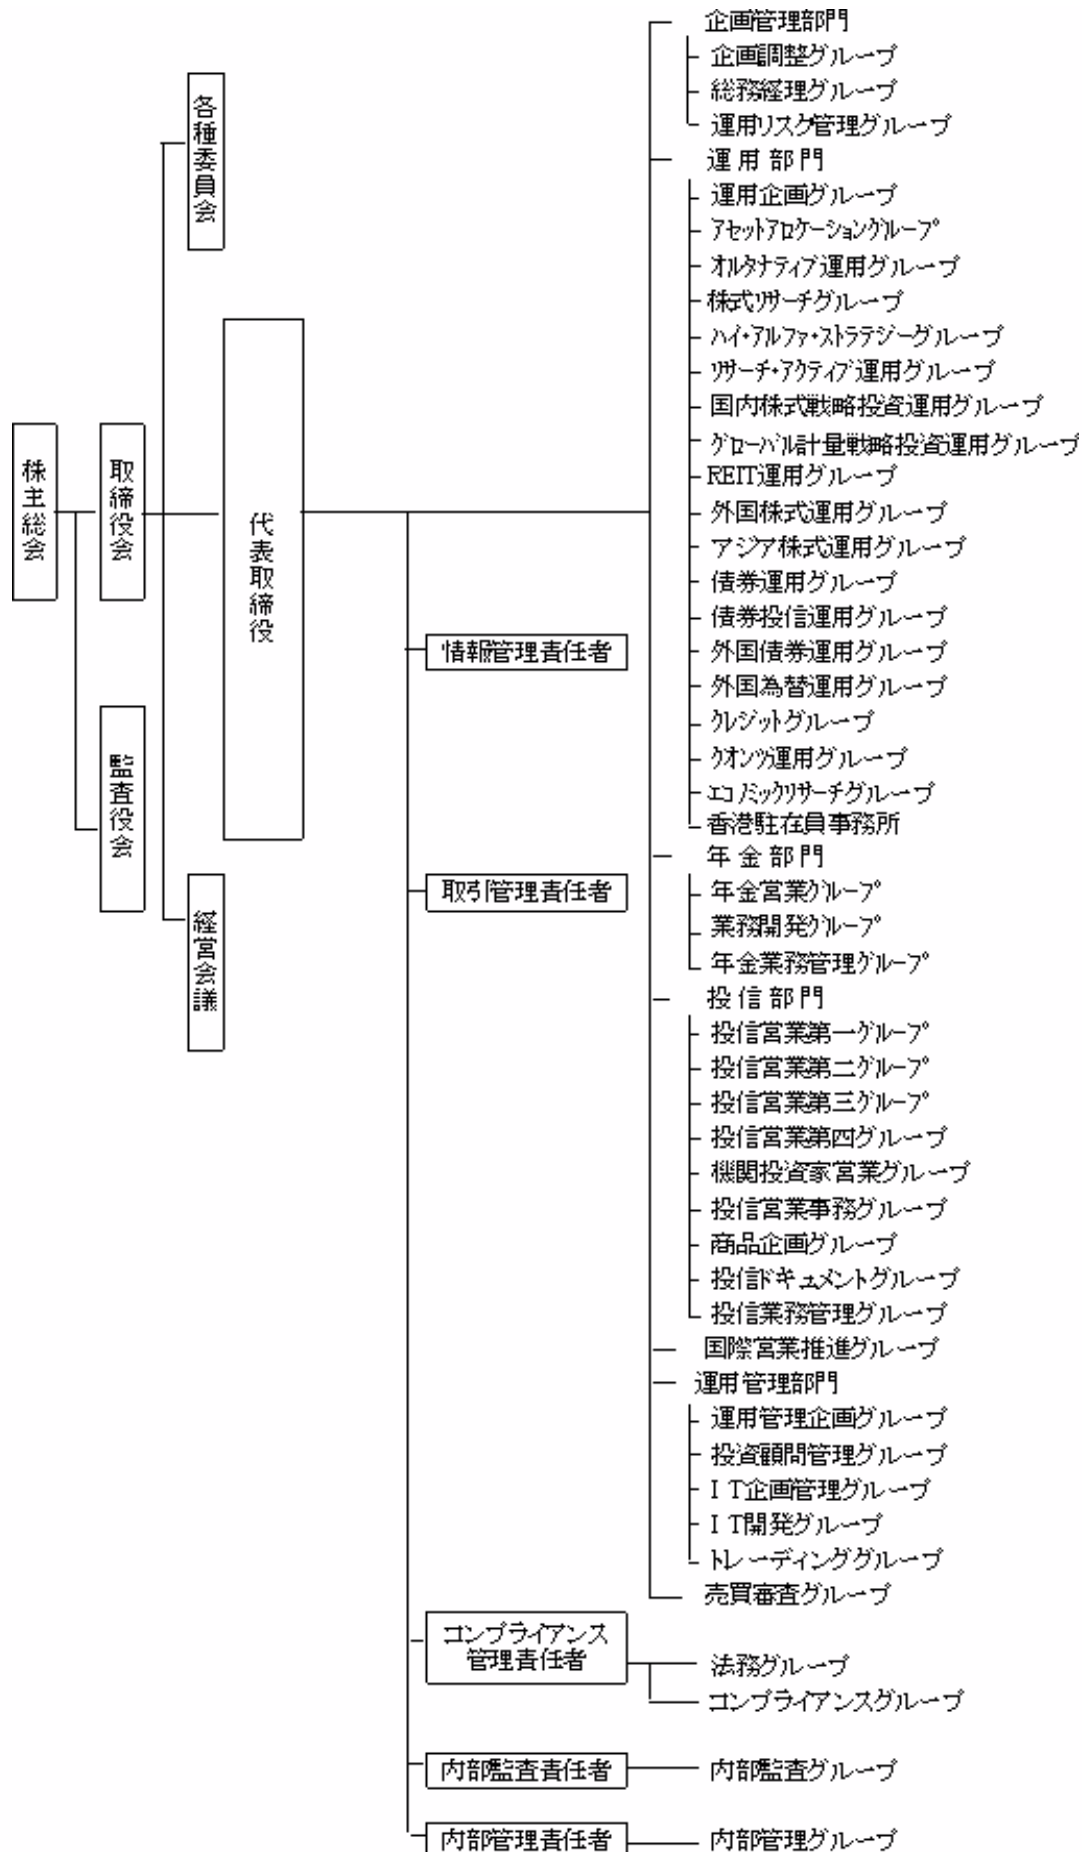 株主総会
取締役会
監査役会
各種委員会
経営会議
代表取締役
企画管理部門
企画調整グループ
総務経理グループ
運用リスク管理グループ
運用部門
運用企画グループ
アセットアロケーショングループ
オルタナティブ運用グループ
株式リサーチグループ
ハイ・アルファ・ストラテジーグループ
リサーチ・アクティブ運用グループ
国内株式戦略投資運用グループ
グローバル計量戦略投資運用グループ
REIT運用グループ
外国株式運用グループ
アジア株式運用グループ
債券運用グループ
債券投信運用グループ
外国債券運用グループ
外国為替運用グループ
クレジットグループ
クオンツ運用グループ
エコノミックリサーチグループ
香港駐在員事務所
年金部門
年金営業グループ
業務開発グループ
年金業務管理グループ
投信部門
投信営業第一グループ
投信営業第二グループ
投信営業第三グループ
投信営業第四グループ
機関投資家営業グループ
投信営業事務グループ
商品企画グループ
投信ドキュメントグループ
投信業務管理グループ
国際営業推進グループ
運用管理部門
運用管理企画グループ
投資顧問管理グループ
IT企画管理グループ
IT開発グループ
トレーディンググループ
売買審査グループ
情報管理責任者
取引管理責任者
コンプライアンス
管理責任者
法務グループ
コンプライアンスグループ
内部監査責任者
内部監査グループ
内部管理責任者
内部管理グループ